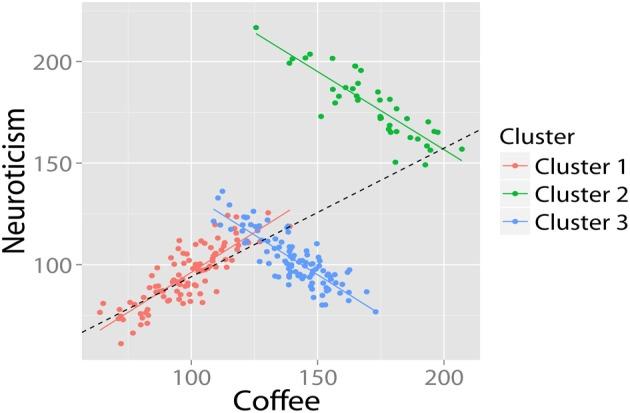 200
150
100
Neuroticism
100 150 200
Coffee
Cluster
Cluster 1
Cluster 2
Cluster 3